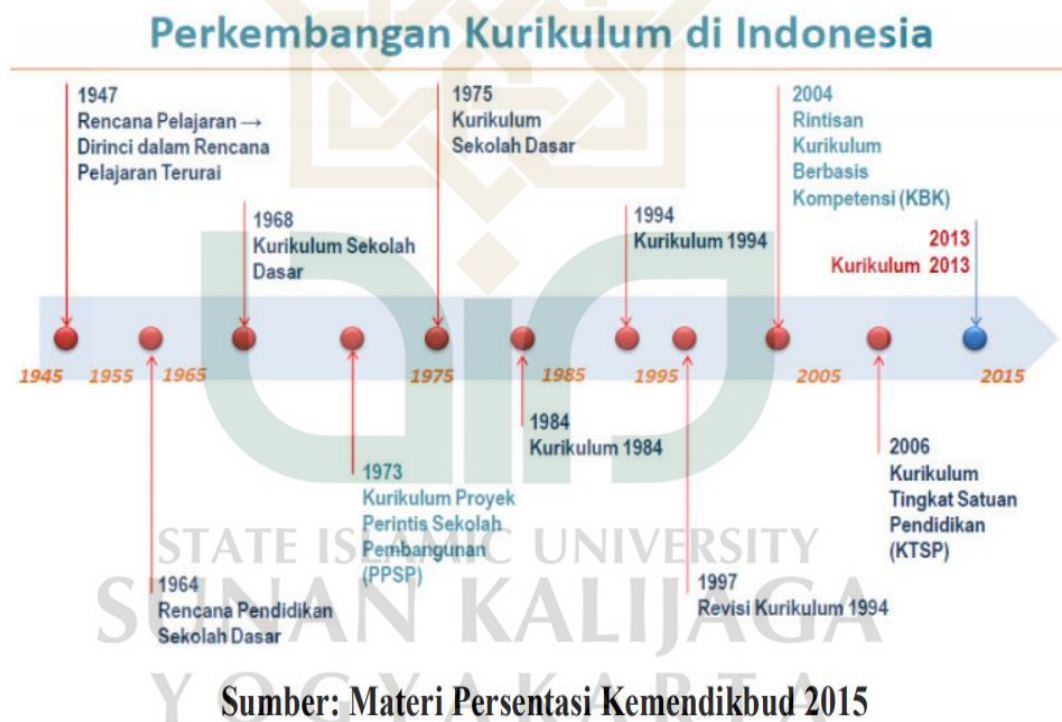 Perkembangan Kurikulum di Indonesia
1947
Rencana Pelajaran →
Dirinci dalam Rencana
Pelajaran Terurai
1975
Kurikulum
Sekolah Dasar
2004
Rintisan
Kurikulum
Berbasis
Kompetensi (KBK)
1968
Kurikulum Sekolah
Dasar
1994
Kurikulum 1994
2013
Kurikulum 2013
1945 1955 1965 1975 1985 1995 2005 2015
1964
Rencana Pendidikan
Sekolah Dasar
1973
Kurikulum Proyek
Perintis Sekolah
Pembangunan
(PPSP)
1984
Kurikulum 1984
1997
Revisi Kurikulum 1994
2006
Kurikulum
Tingkat Satuan
Pendidikan
(KTSP)
STATE ISLAMIC UNIVERSITY
SUNAN KALIJAGA
YOGYAKARTA
Sumber: Materi Persentasi Kemendikbud 2015